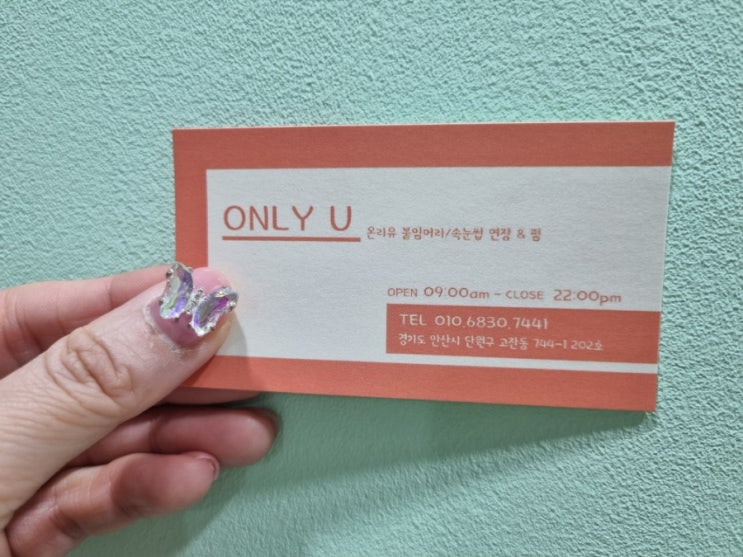 ONLY U 온리유 붙임머리/속눈썹 연장 & 펌
OPEN 09:00am - CLOSE 22:00pm
TEL 010.6830.7441
경기도 안산시 단원구 고잔동 744-1 202호